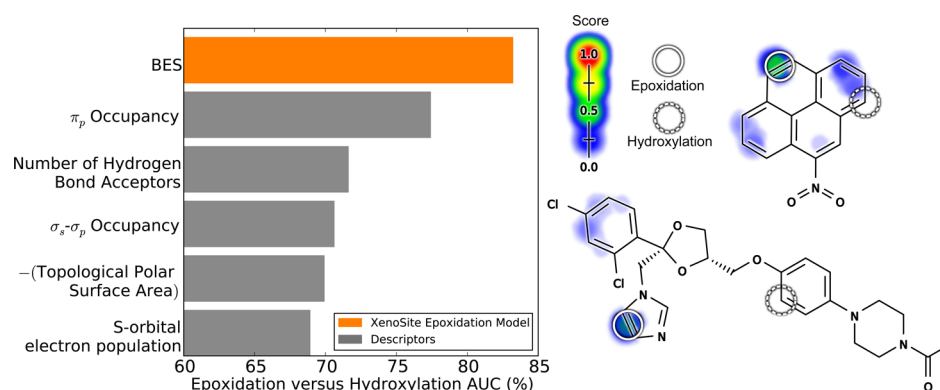 BES
πp Occupancy
Number of Hydrogen
Bond Acceptors
σs-σp Occupancy
−(Topological Polar
Surface Area)
S-orbital
electron population
XenoSite Epoxidation Model
Descriptors
60 65 70 75 80 85
Epoxidation versus Hydroxylation AUC (%)
Score
1.0
0.5
0.0
Epoxidation
Hydroxylation
N
O O
Cl
Cl
O
O
O
N
N
N
N
N
O